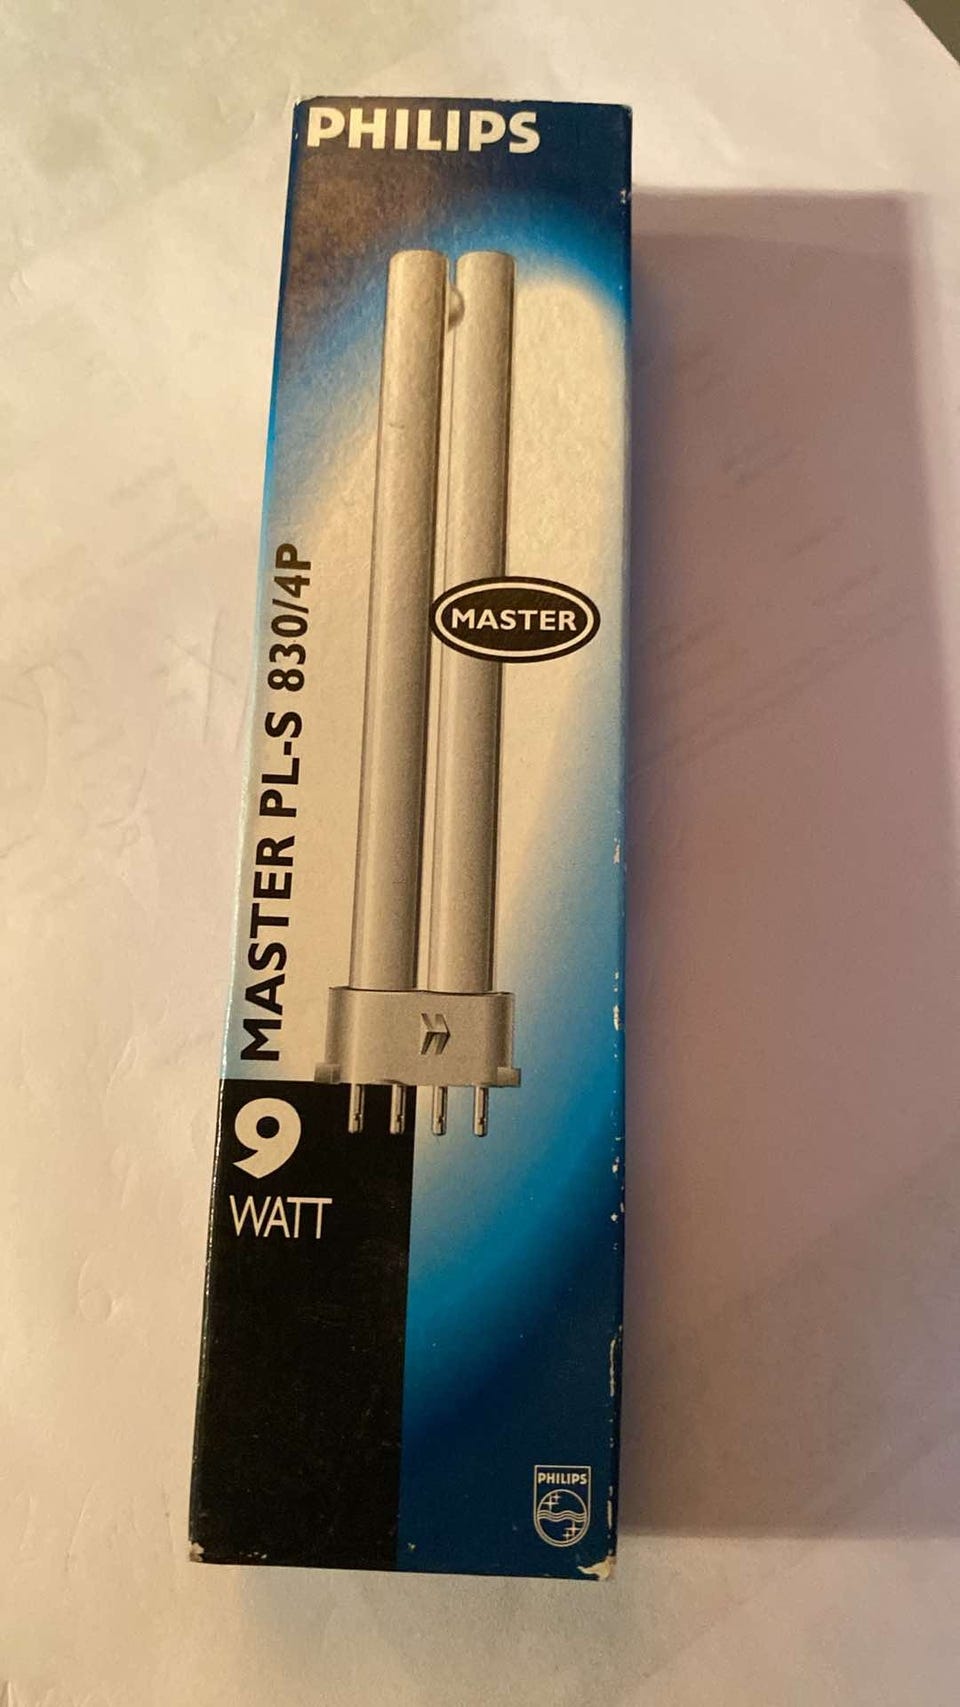 PHILIPS
MASTER
MASTER PL-S 830/4P
9
WATT
PHILIPS